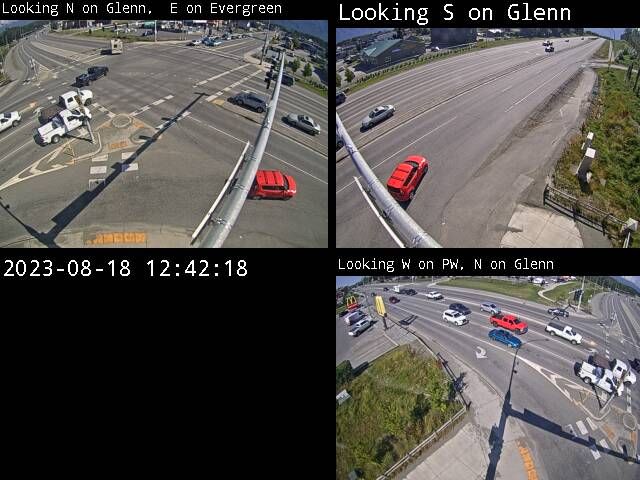 Looking N on Glenn,  E on Evergreen
Looking S on Glenn
2023-08-18 12:42:18
Looking W on PW, N on Glenn